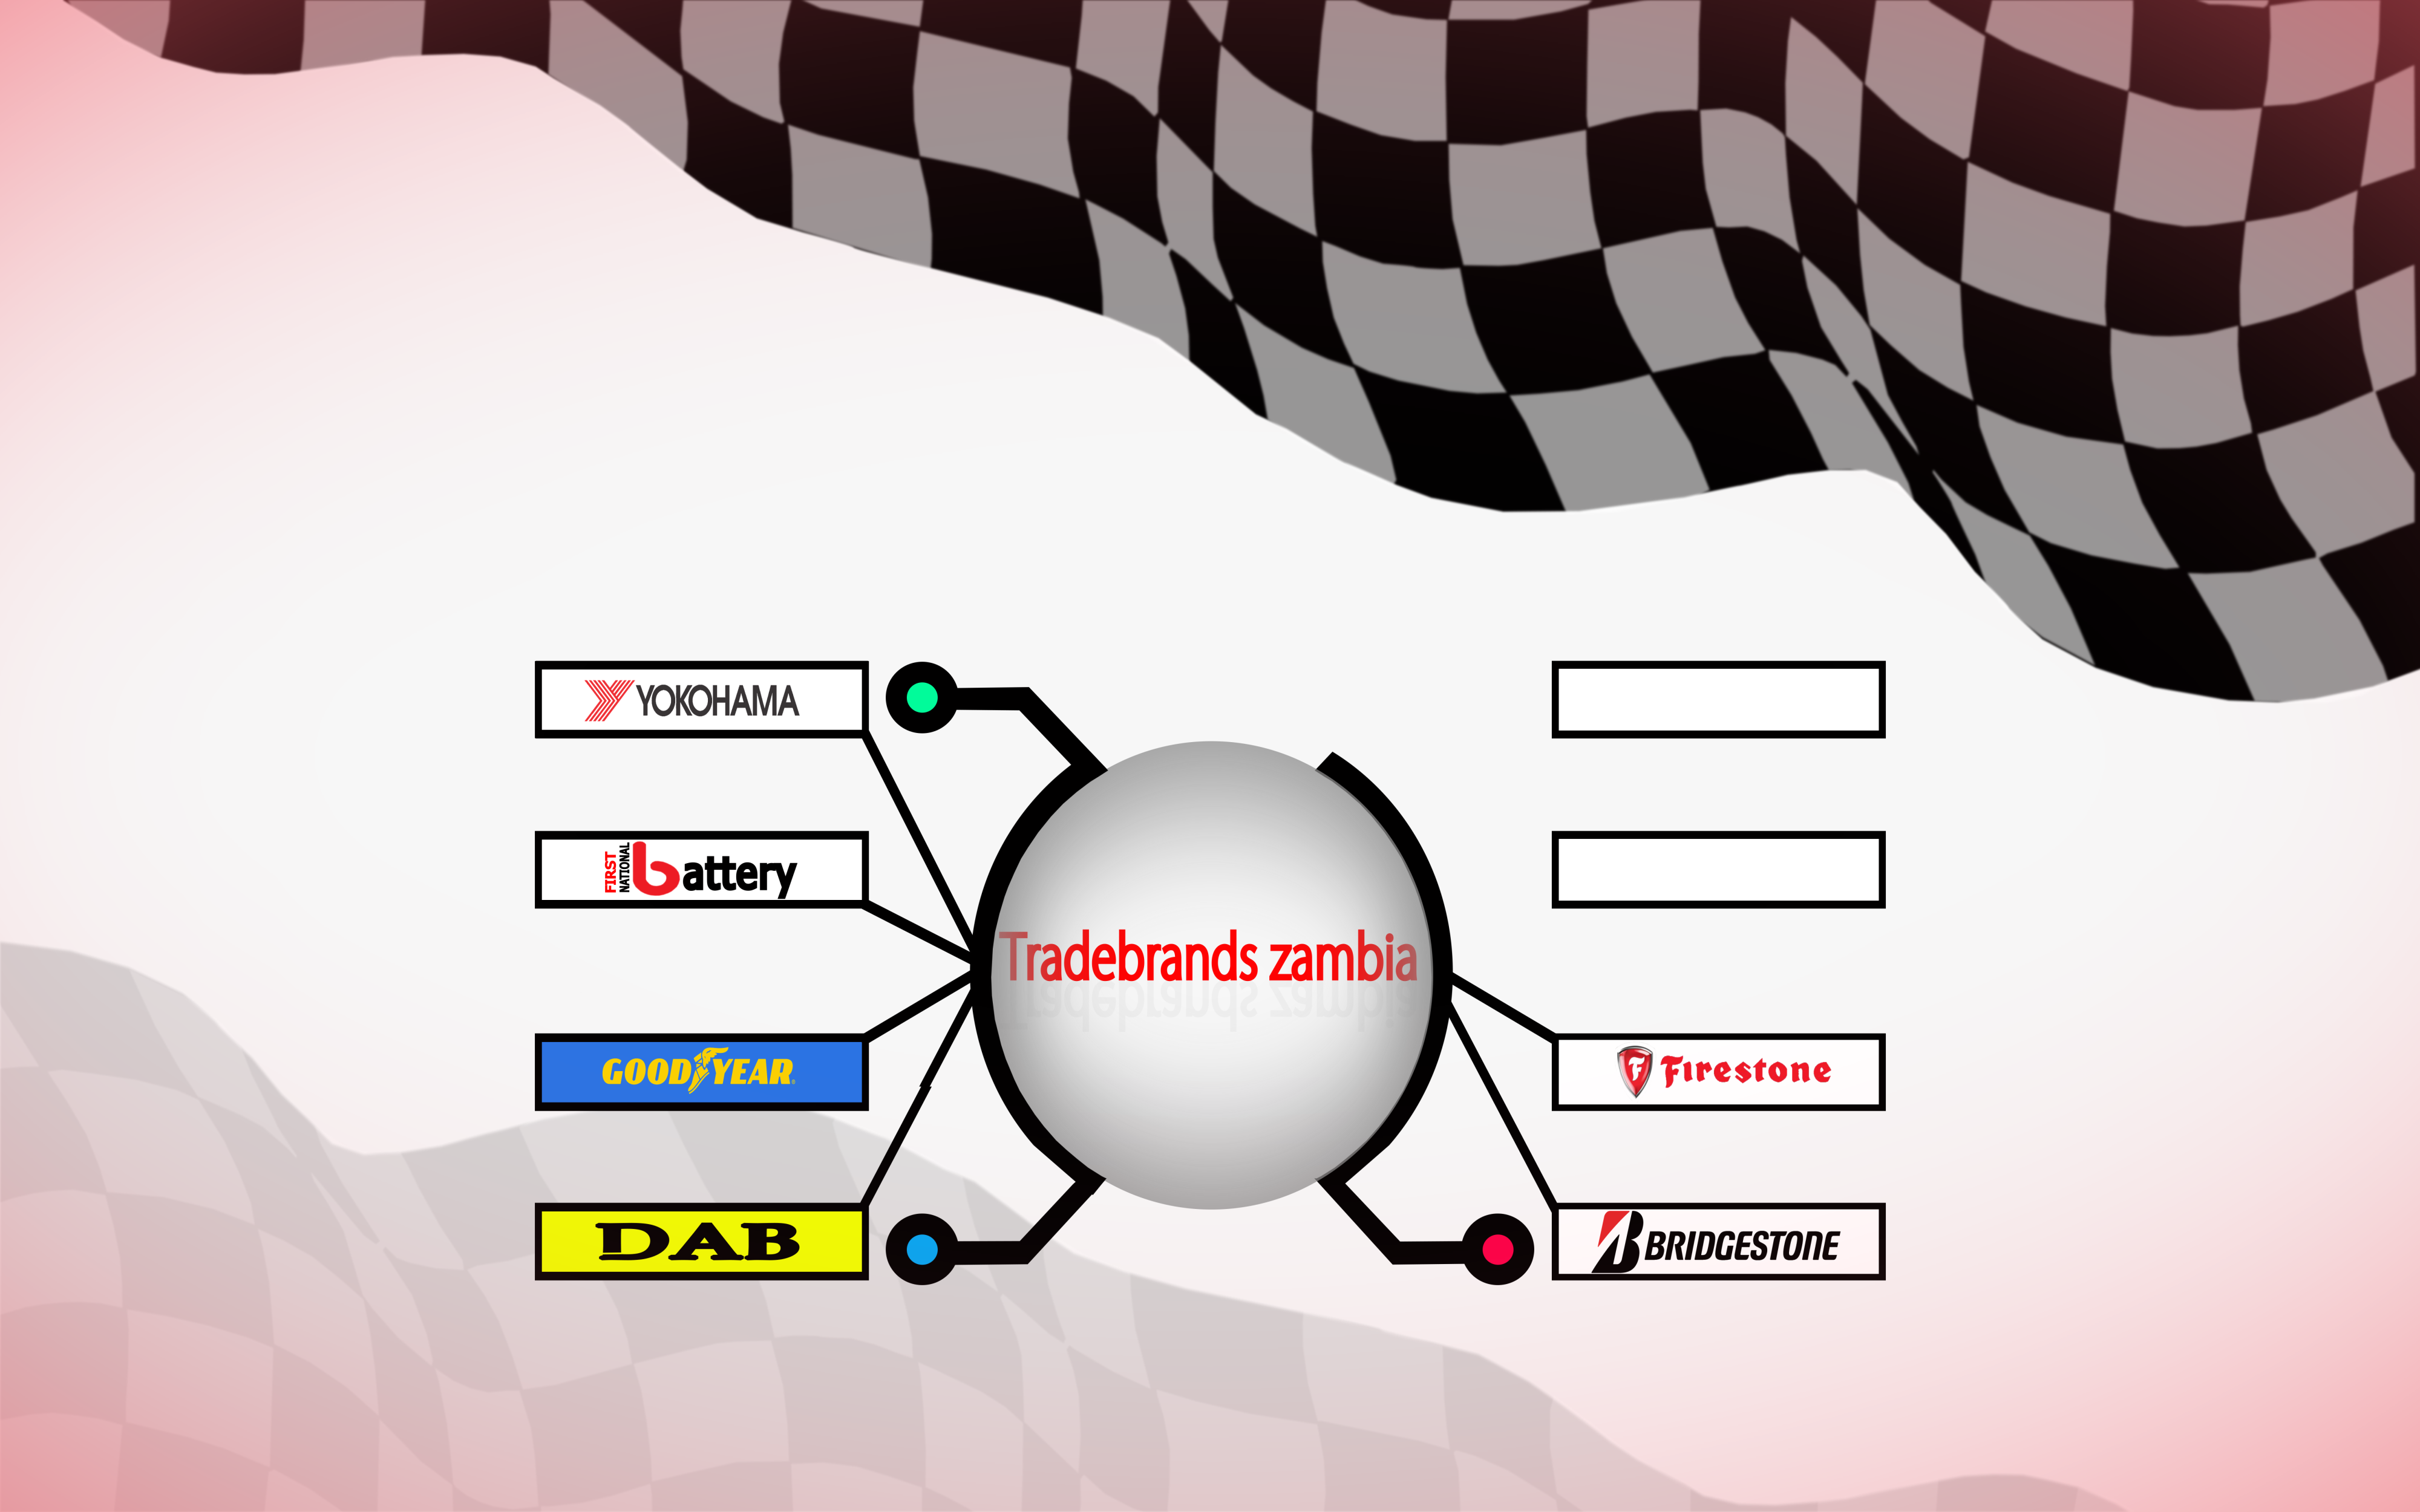 YOKOHAMA
FIRST NATIONAL battery
GOODYEAR
DAB
Tradebrands zambia
Firestone
BRIDGESTONE